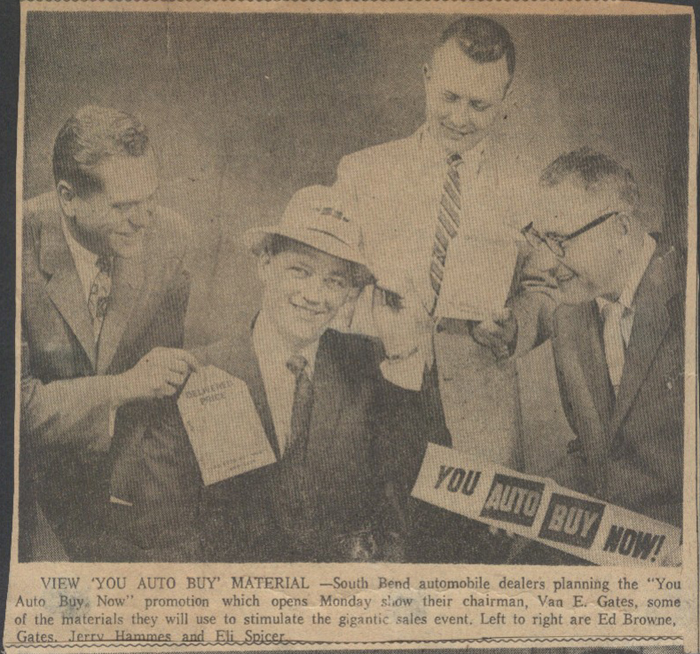 DELIVERED
PRICE
YOU AUTO BUY NOW!
VIEW 'YOU AUTO BUY' MATERIAL —South Bend automobile dealers planning the "You
Auto Buy Now" promotion which opens Monday show their chairman, Van E. Gates, some
of the materials they will use to stimulate the gigantic sales event. Left to right are Ed Browne,
Gates, Jerry Hammes and Eli Spicer.